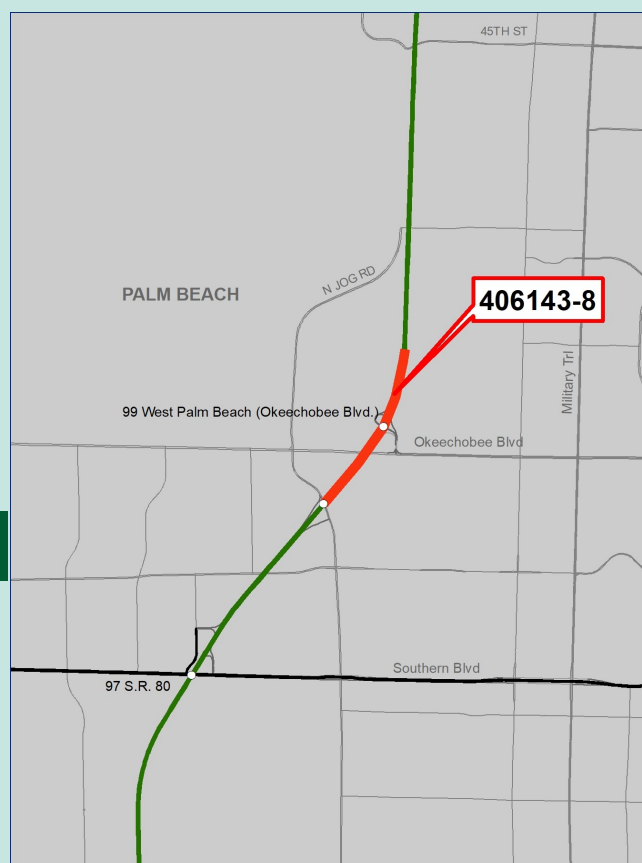 45TH ST
N JOG RD
PALM BEACH
406143-8
Military Trl
99 West Palm Beach (Okeechobee Blvd.)
Okeechobee Blvd
Southern Blvd
97 S.R. 80